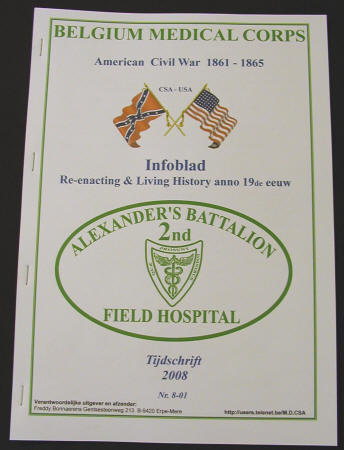 BELGIUM MEDICAL CORPS
American Civil War 1861 - 1865
CSA - USA
Infoblad
Re-enacting & Living History anno 19de eeuw
ALEXANDER'S BATTALION
2nd
FIELD HOSPITAL
Tijdschrift
2008
Nr. 8-01
Verantwoordelijke uitgever en afzender:
Freddy Bonnarens Gentsesteenweg 213 B-9420 Erpe-Mere
http://users.telenet.be/M.D.CSA